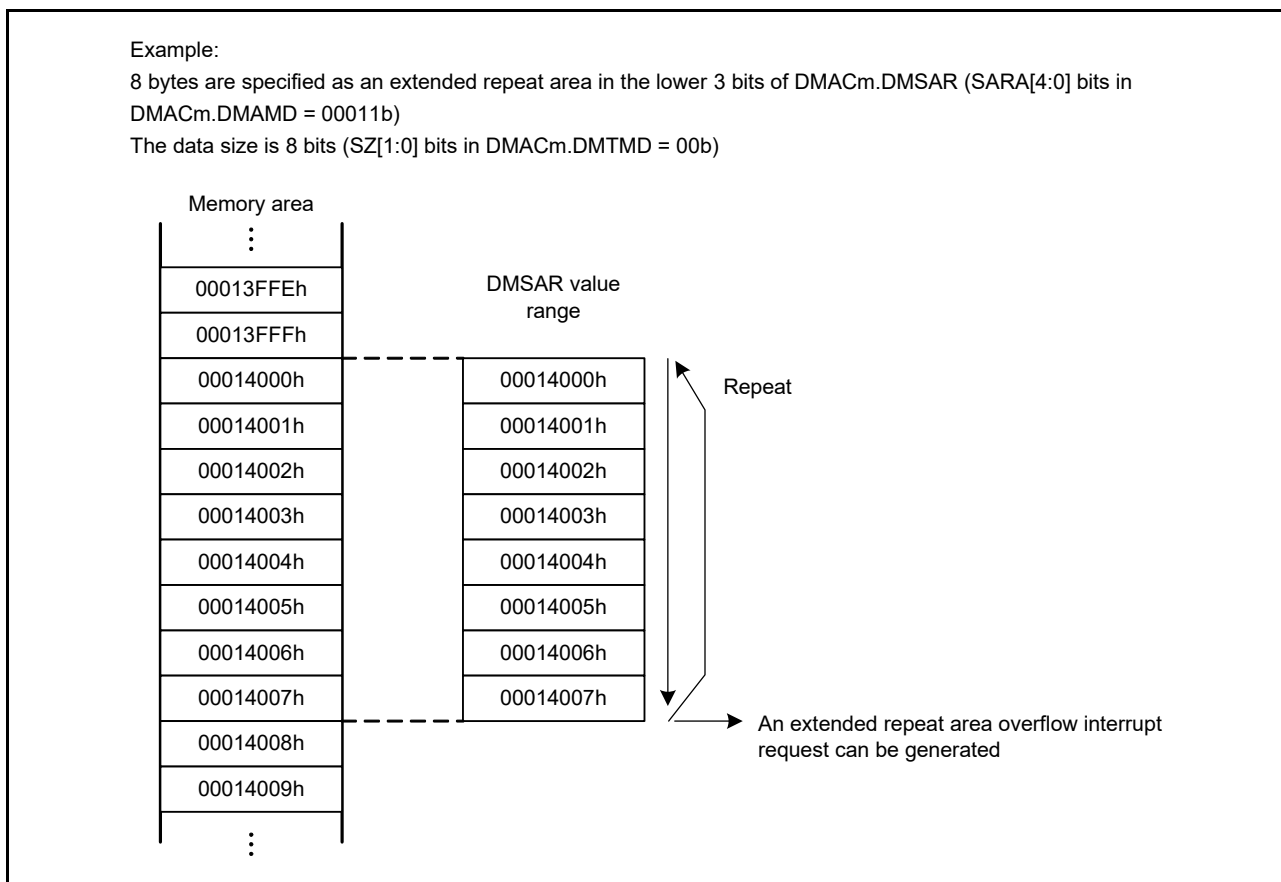 Example:
8 bytes are specified as an extended repeat area in the lower 3 bits of DMACm.DMSAR (SARA[4:0] bits in
DMACm.DMAMD = 00011b)
The data size is 8 bits (SZ[1:0] bits in DMACm.DMTMD = 00b)
Memory area
00013FFEh
00013FFFh
00014000h
00014001h
00014002h
00014003h
00014004h
00014005h
00014006h
00014007h
00014008h
00014009h
DMSAR value
range
00014000h
00014001h
00014002h
00014003h
00014004h
00014005h
00014006h
00014007h
Repeat
An extended repeat area overflow interrupt
request can be generated